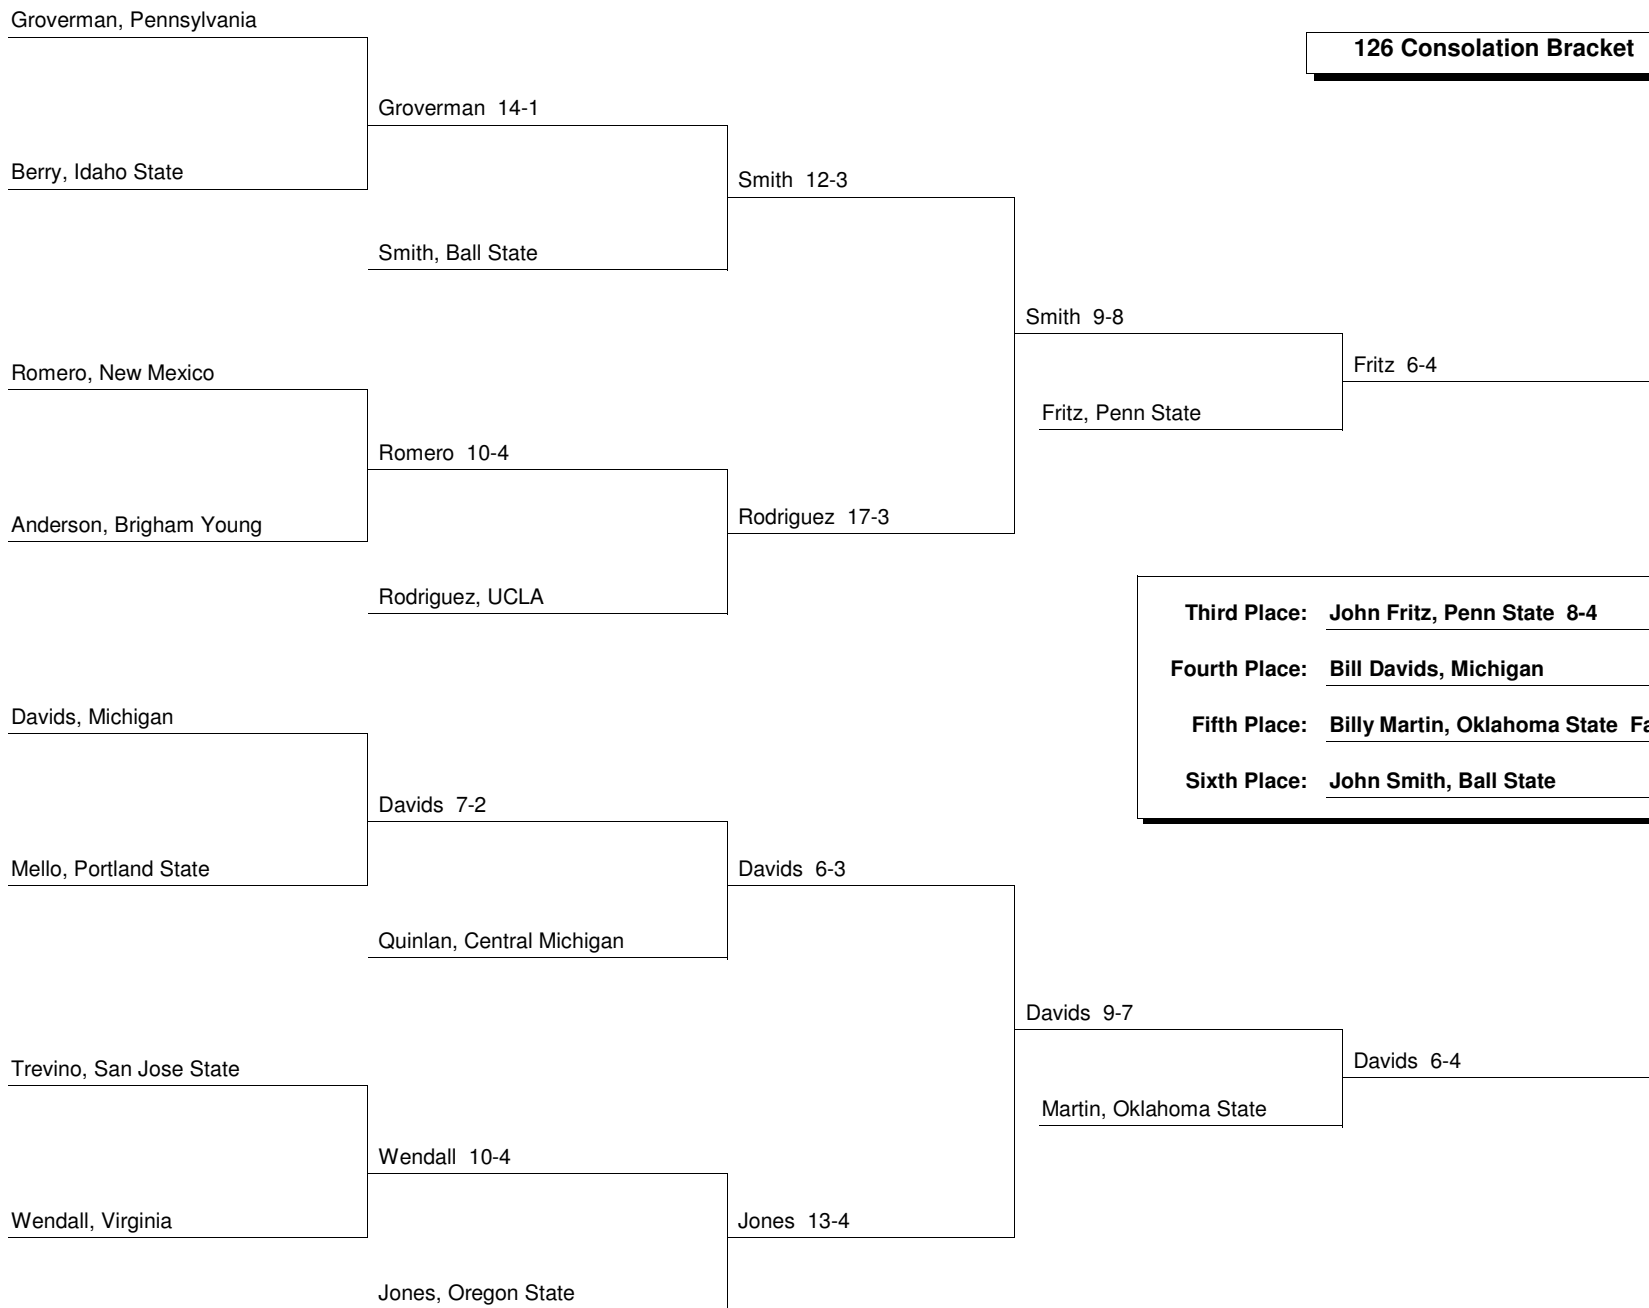 Groverman, Pennsylvania
126 Consolation Bracket
Groverman 14-1
Berry, Idaho State
Smith 12-3
Smith, Ball State
Smith 9-8
Romero, New Mexico
Fritz 6-4
Fritz, Penn State
Romero 10-4
Anderson, Brigham Young
Rodriguez 17-3
Rodriguez, UCLA
Third Place: John Fritz, Penn State 8-4
Fourth Place: Bill Davids, Michigan
Davids, Michigan
Fifth Place: Billy Martin, Oklahoma State
Sixth Place: John Smith, Ball State
Davids 7-2
Mello, Portland State
Davids 6-3
Quinlan, Central Michigan
Davids 9-7
Trevino, San Jose State
Davids 6-4
Martin, Oklahoma State
Wendall 10-4
Wendall, Virginia
Jones 13-4
Jones, Oregon State